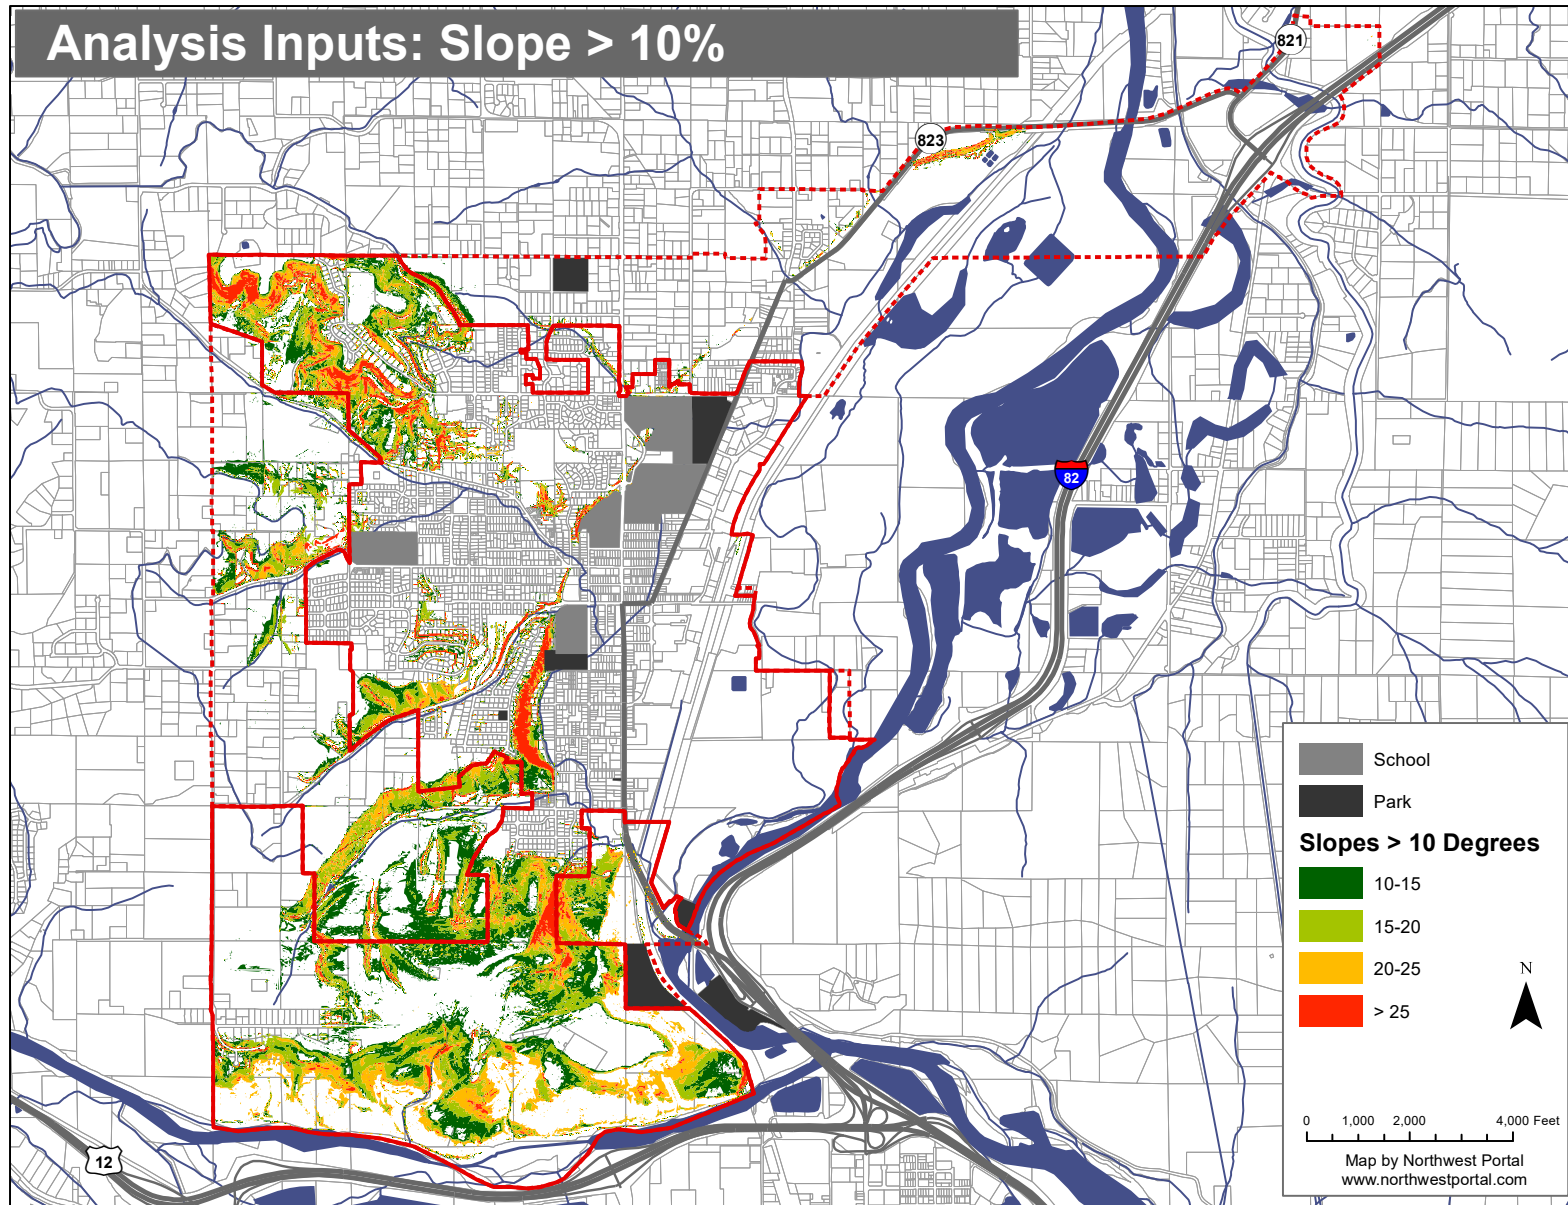 Analysis Inputs: Slope > 10%
821
823
82
12
School
Park
Slopes > 10 Degrees
10-15
15-20
20-25
> 25
N
0 1,000 2,000 4,000 Feet
Map by Northwest Portal
www.northwestportal.com